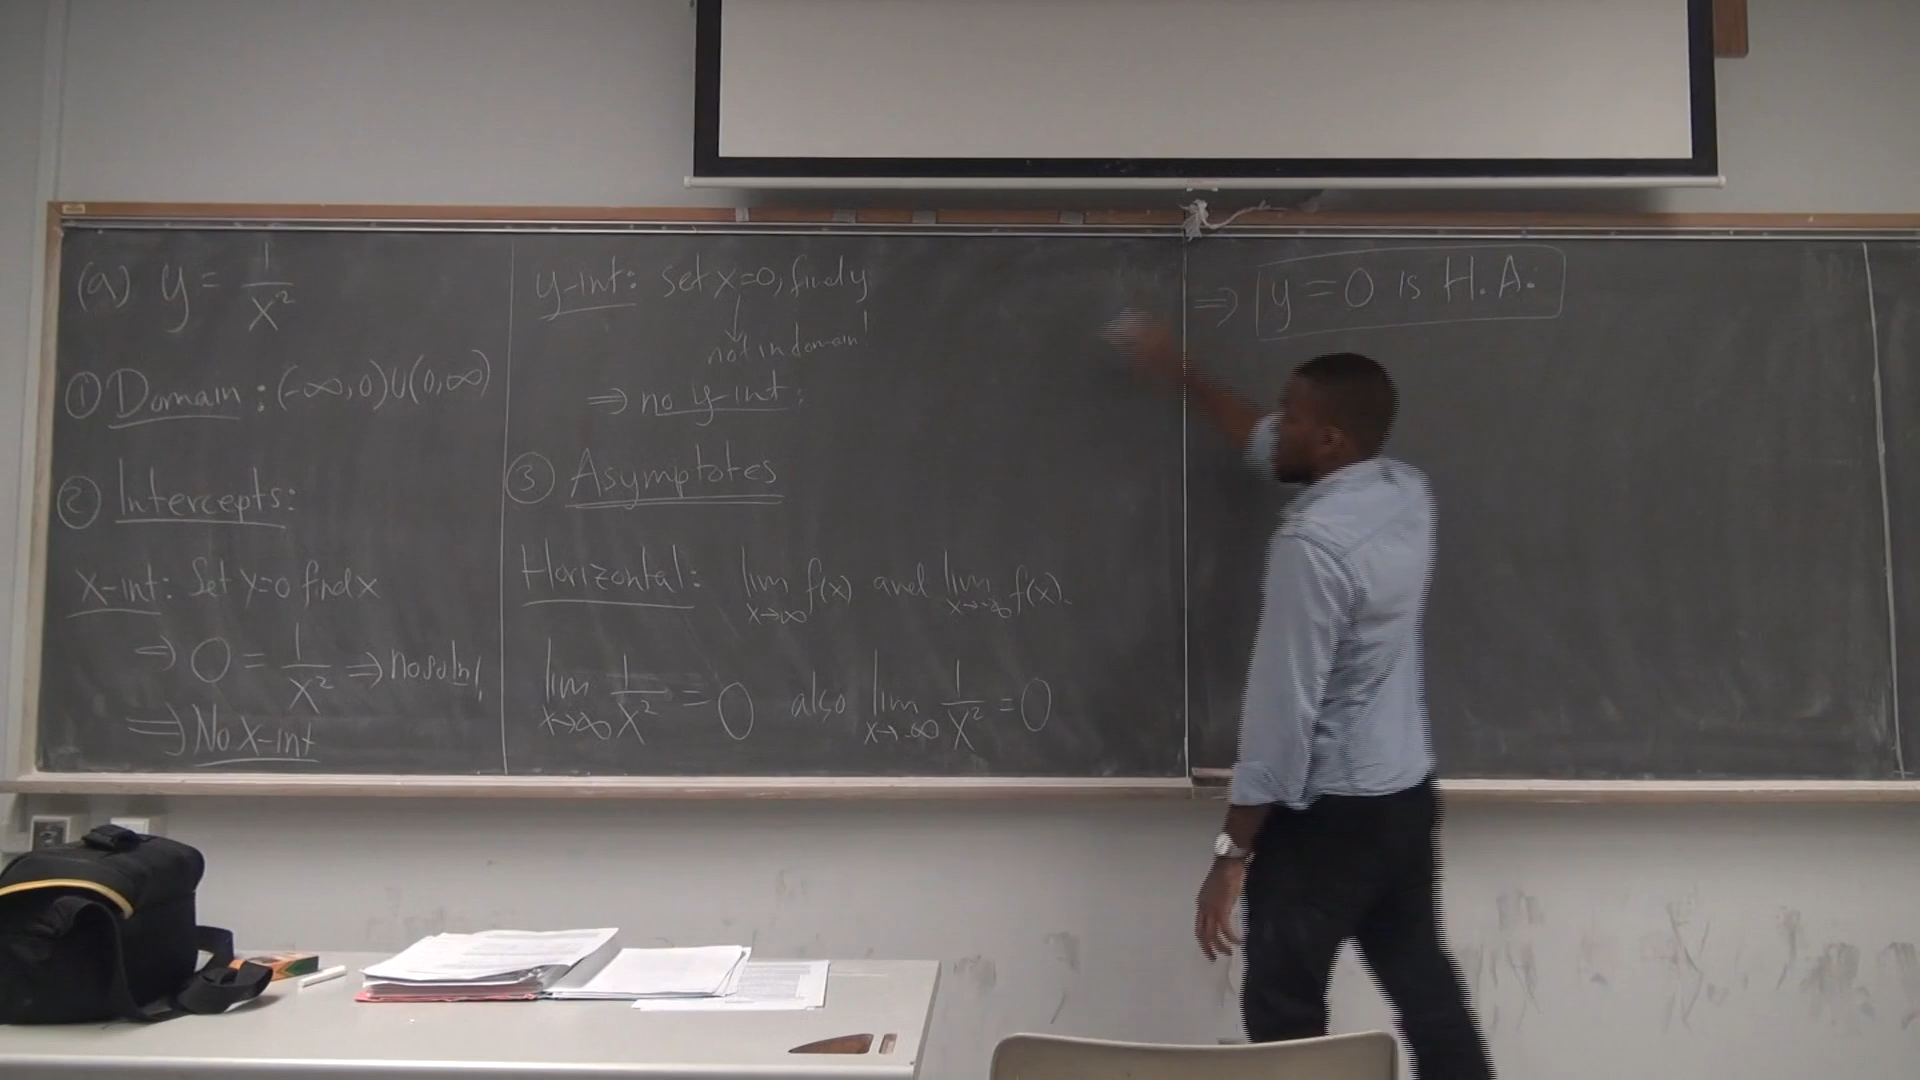 (a) y = 1/x²
① Domain : (-∞, 0)∪(0,∞)
② Intercepts:
x-int: Set y=0 find x
⇒ 0 = 1/x² ⇒ no soln!
⇒ No x-int
y-int: set x=0, find y
↓
not in domain!
⇒ no y-int.
③ Asymptotes
Horizontal: lim x→∞ f(x) and lim x→-∞ f(x).
lim x→∞ 1/x² = 0 also lim x→-∞ 1/x² = 0
⇒ y = 0 is H.A.